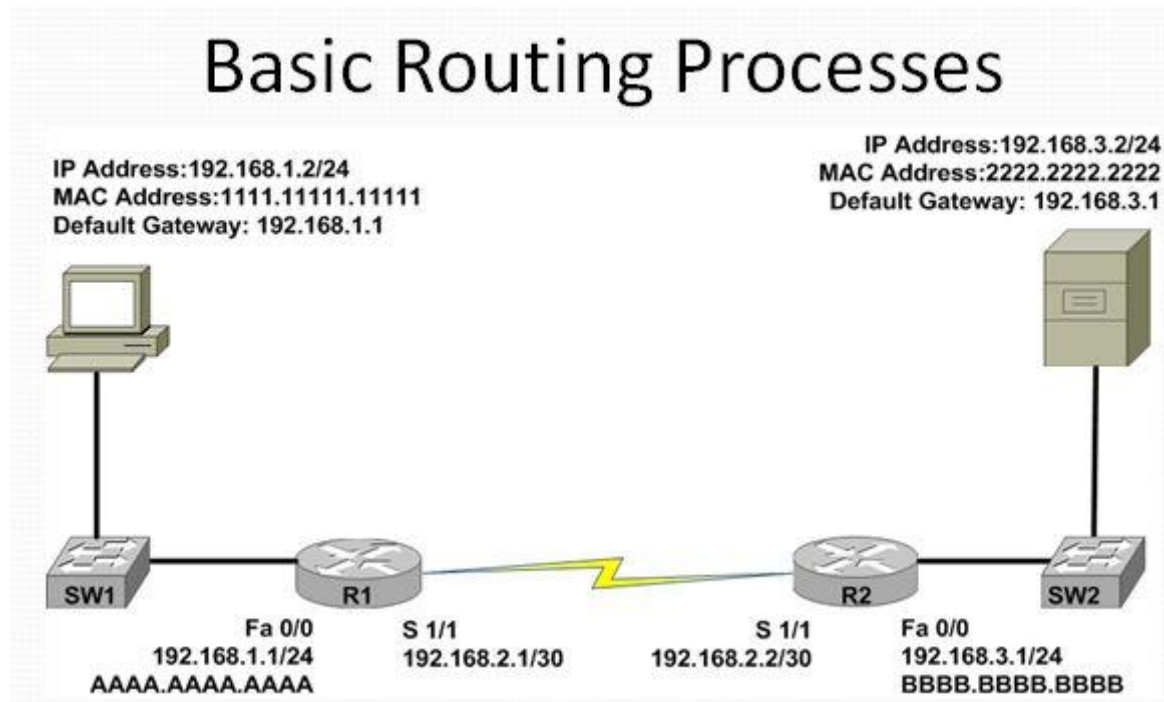 Basic Routing Processes
IP Address:192.168.1.2/24
MAC Address:1111.11111.11111
Default Gateway: 192.168.1.1
IP Address:192.168.3.2/24
MAC Address:2222.2222.2222
Default Gateway: 192.168.3.1
SW1
R1
R2
SW2
Fa 0/0
192.168.1.1/24
AAAA.AAAA.AAAA
S 1/1
192.168.2.1/30
S 1/1
192.168.2.2/30
Fa 0/0
192.168.3.1/24
BBBB.BBBB.BBBB